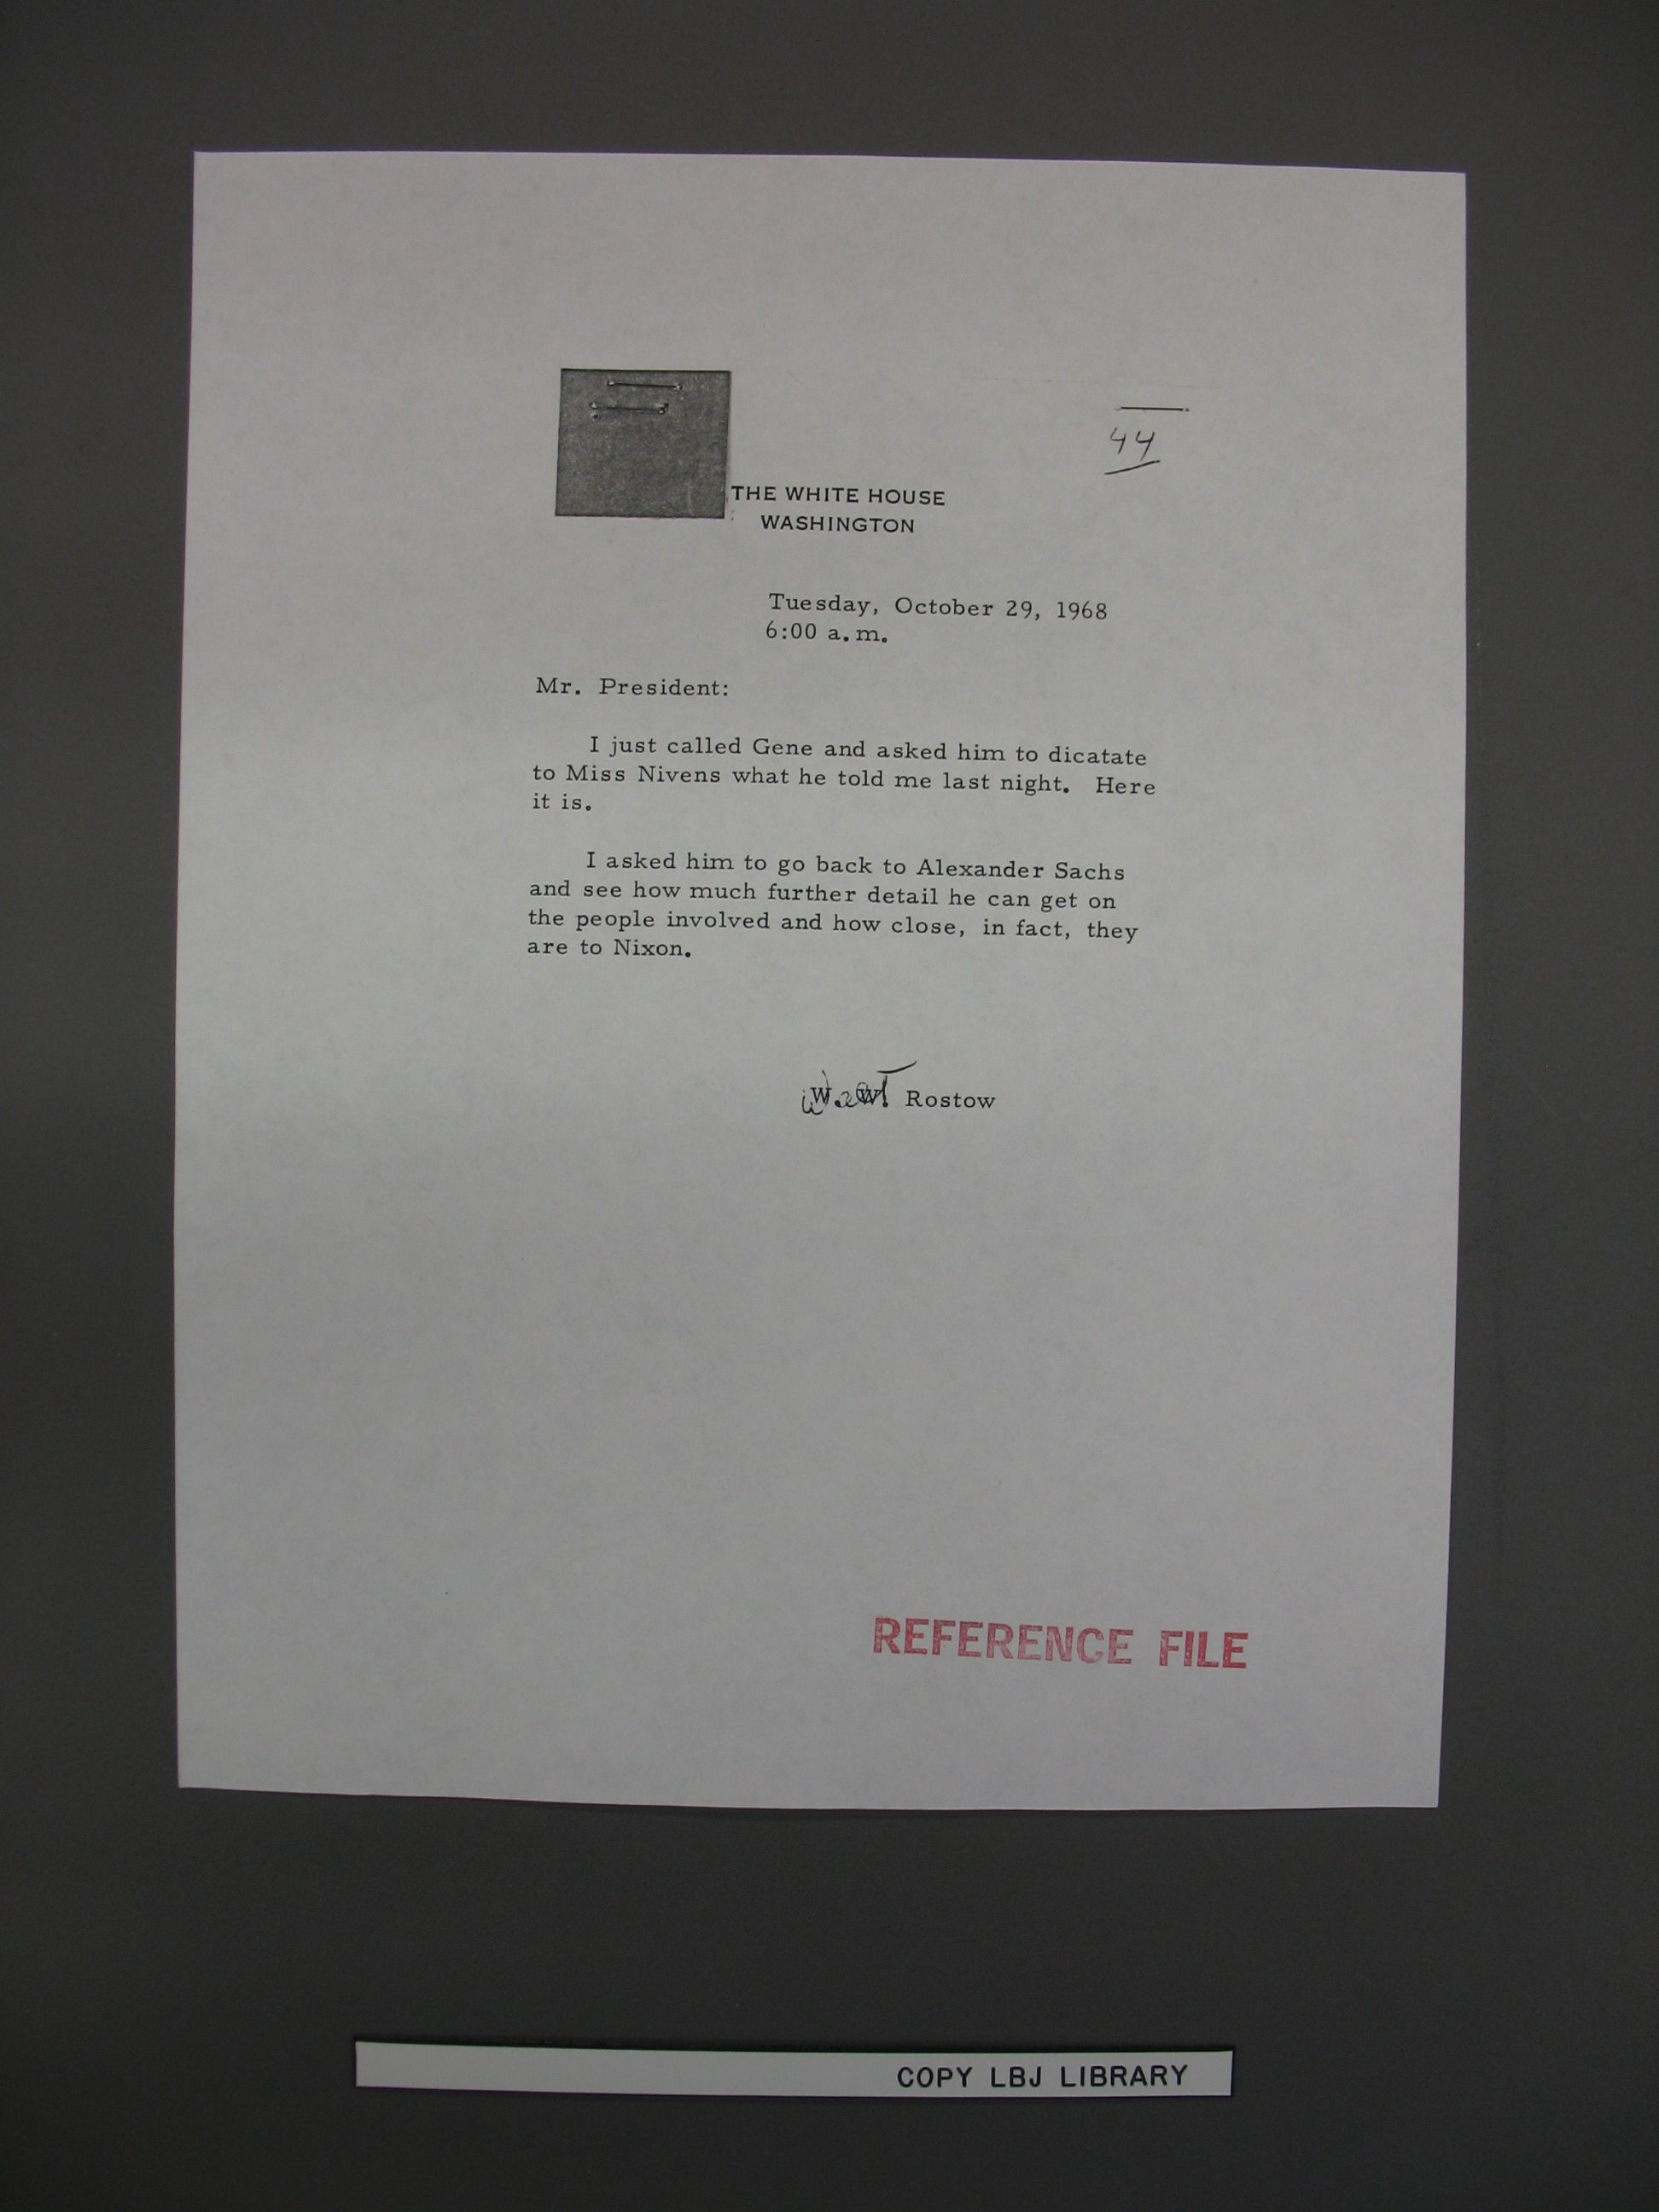 44
THE WHITE HOUSE
WASHINGTON
Tuesday, October 29, 1968
6:00 a.m.
Mr. President:
I just called Gene and asked him to dicatate
to Miss Nivens what he told me last night. Here
it is.
I asked him to go back to Alexander Sachs
and see how much further detail he can get on
the people involved and how close, in fact, they
are to Nixon.
W. W. Rostow
REFERENCE FILE
COPY LBJ LIBRARY